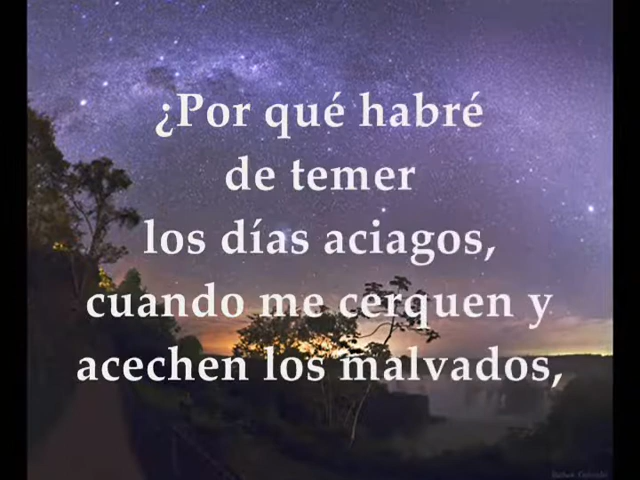 ¿Por qué habré
de temer
los días aciagos,
cuando me cerquen y
acechen los malvados,